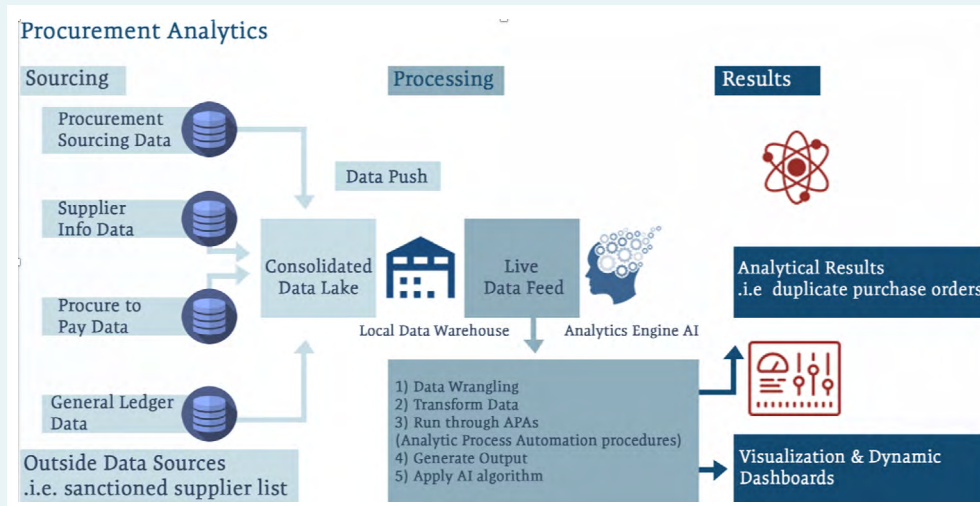 Procurement Analytics
Sourcing
Processing
Results
Procurement
Sourcing Data
Data Push
Supplier
Info Data
Consolidated
Data Lake
Live
Data Feed
Analytical Results
.i.e duplicate purchase orders
Procure to
Pay Data
Local Data Warehouse
Analytics Engine AI
General Ledger
Data
1) Data Wrangling
2) Transform Data
3) Run through APAs
(Analytic Process Automation procedures)
4) Generate Output
5) Apply AI algorithm
Outside Data Sources
.i.e. sanctioned supplier list
Visualization & Dynamic
Dashboards